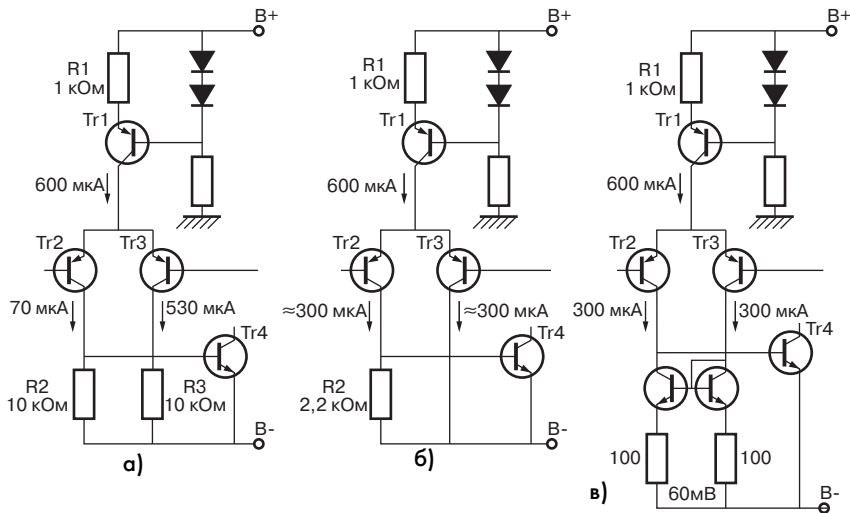 B+
R1
1 кОм
Tr1
600 мкА
Tr2
Tr3
70 мкА
530 мкА
Tr4
R2
10 кОм
R3
10 кОм
B-
а)
B+
R1
1 кОм
Tr1
600 мкА
Tr2
Tr3
≈300 мкА
≈300 мкА
Tr4
R2
2,2 кОм
B-
б)
B+
R1
1 кОм
Tr1
600 мкА
Tr2
Tr3
300 мкА
300 мкА
Tr4
100
100
60мВ
B-
в)